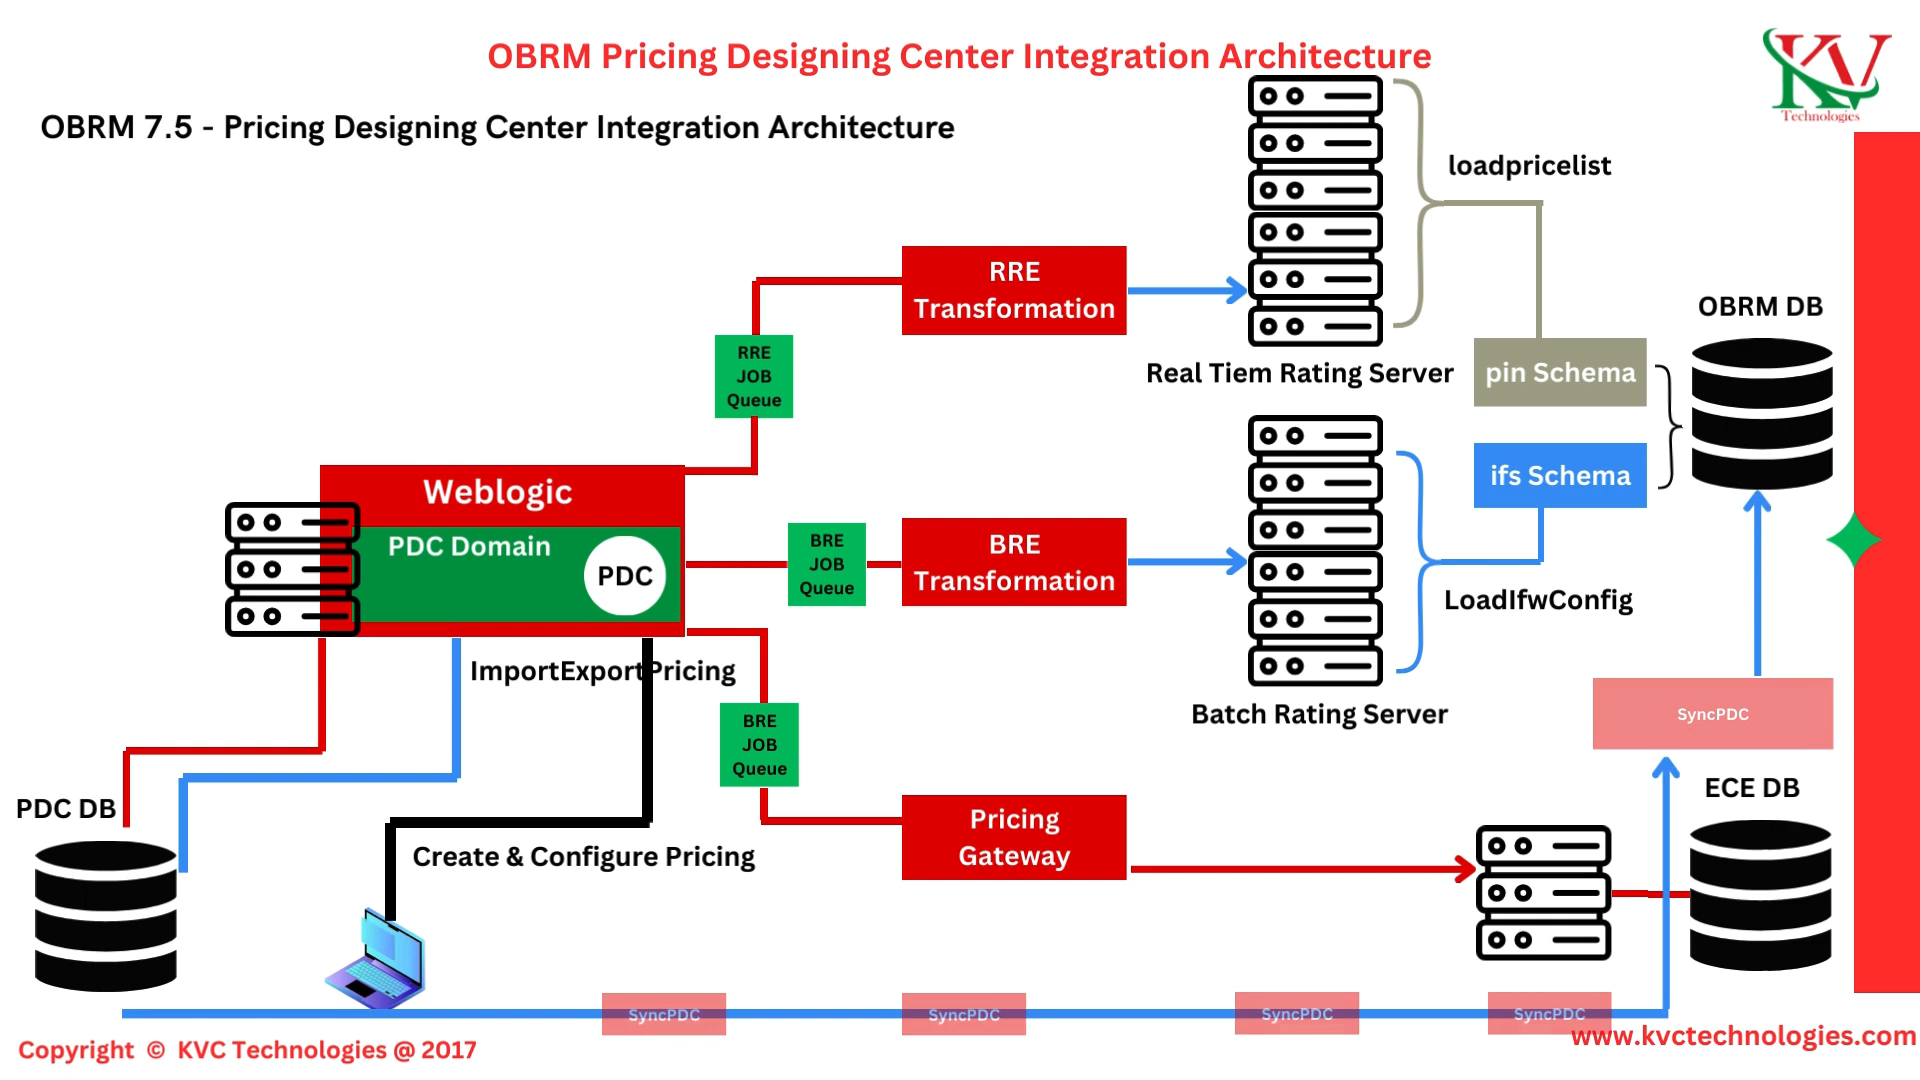 OBRM Pricing Designing Center Integration Architecture
KV
Technologies
OBRM 7.5 - Pricing Designing Center Integration Architecture
loadpricelist
RRE
Transformation
OBRM DB
RRE
JOB
Queue
Real Tiem Rating Server
pin Schema
Weblogic
ifs Schema
PDC Domain
PDC
BRE
JOB
Queue
BRE
Transformation
LoadIfwConfig
ImportExportPricing
Batch Rating Server
SyncPDC
BRE
JOB
Queue
PDC DB
ECE DB
Pricing
Gateway
Create & Configure Pricing
SyncPDC
SyncPDC
SyncPDC
SyncPDC
Copyright © KVC Technologies @ 2017
www.kvctechnologies.com